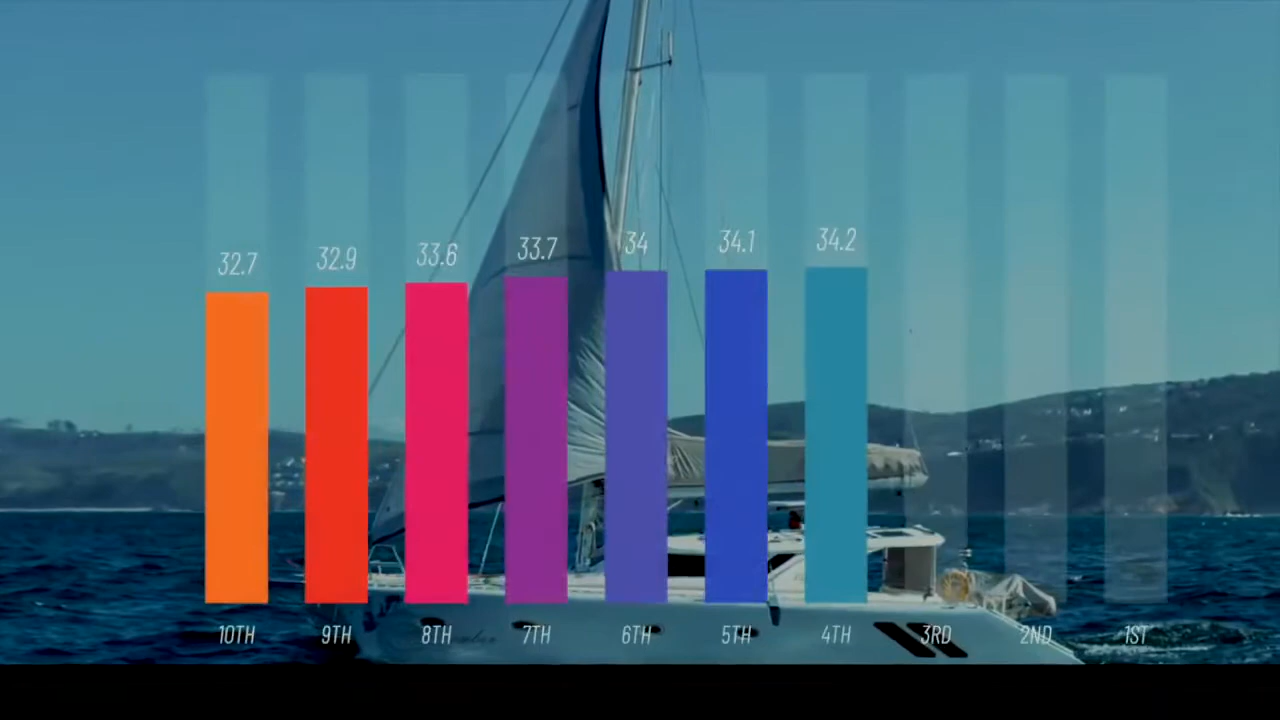 32.7
32.9
33.6
33.7
34
34.1
34.2
10TH
9TH
8TH
7TH
6TH
5TH
4TH
3RD
2ND
1ST